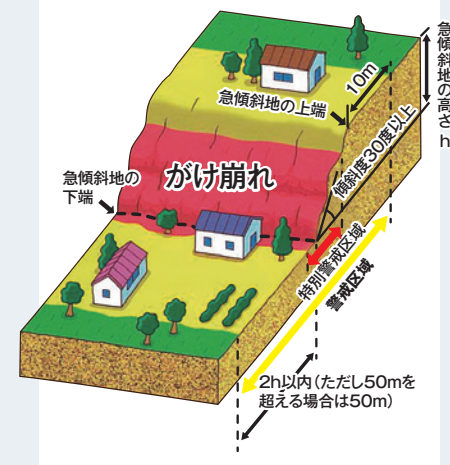 急傾斜地の高さh
10m
急傾斜地の上端
傾斜度30度以上
がけ崩れ
急傾斜地の
下端
特別警戒区域
警戒区域
2h以内(ただし50mを
超える場合は50m)